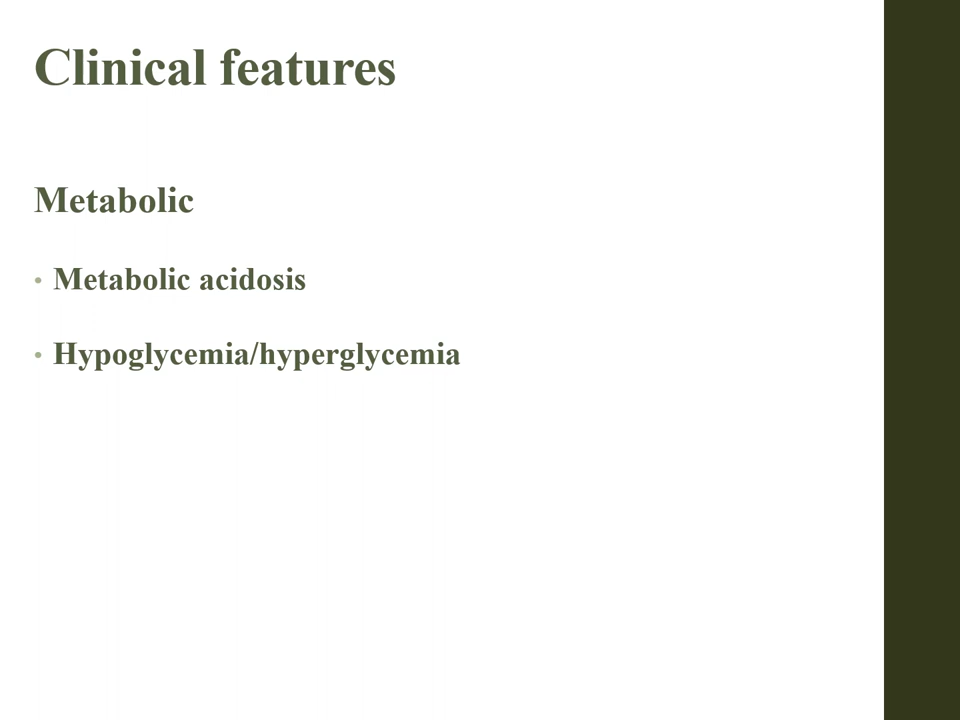 Clinical features
Metabolic
• Metabolic acidosis
• Hypoglycemia/hyperglycemia